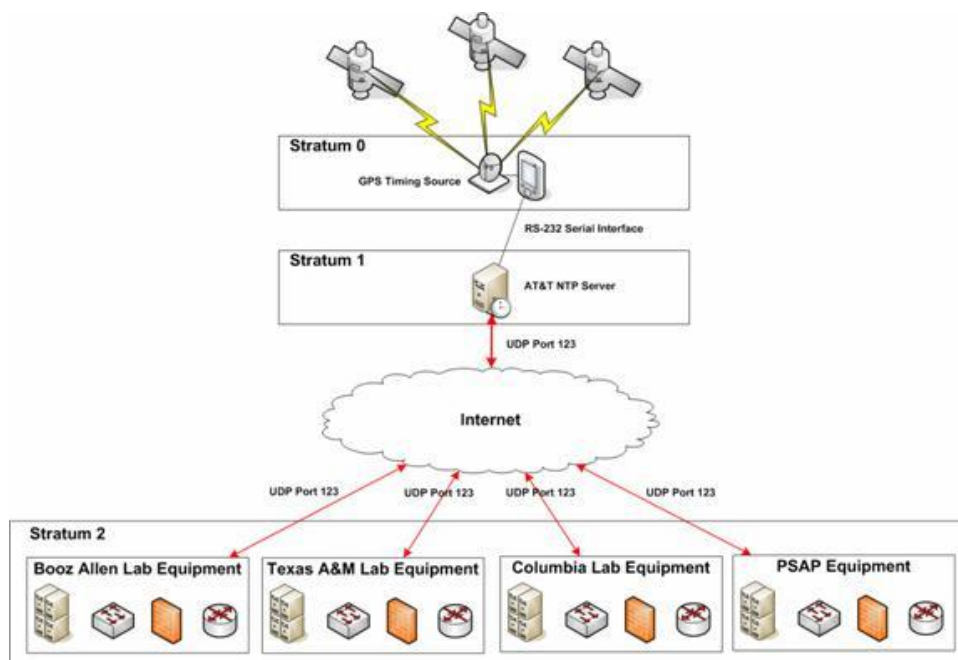 Stratum 0
GPS Timing Source
RS-232 Serial Interface
Stratum 1
AT&T NTP Server
UDP Port 123
Internet
UDP Port 123
UDP Port 123
UDP Port 123
UDP Port 123
Stratum 2
Booz Allen Lab Equipment
Texas A&M Lab Equipment
Columbia Lab Equipment
PSAP Equipment